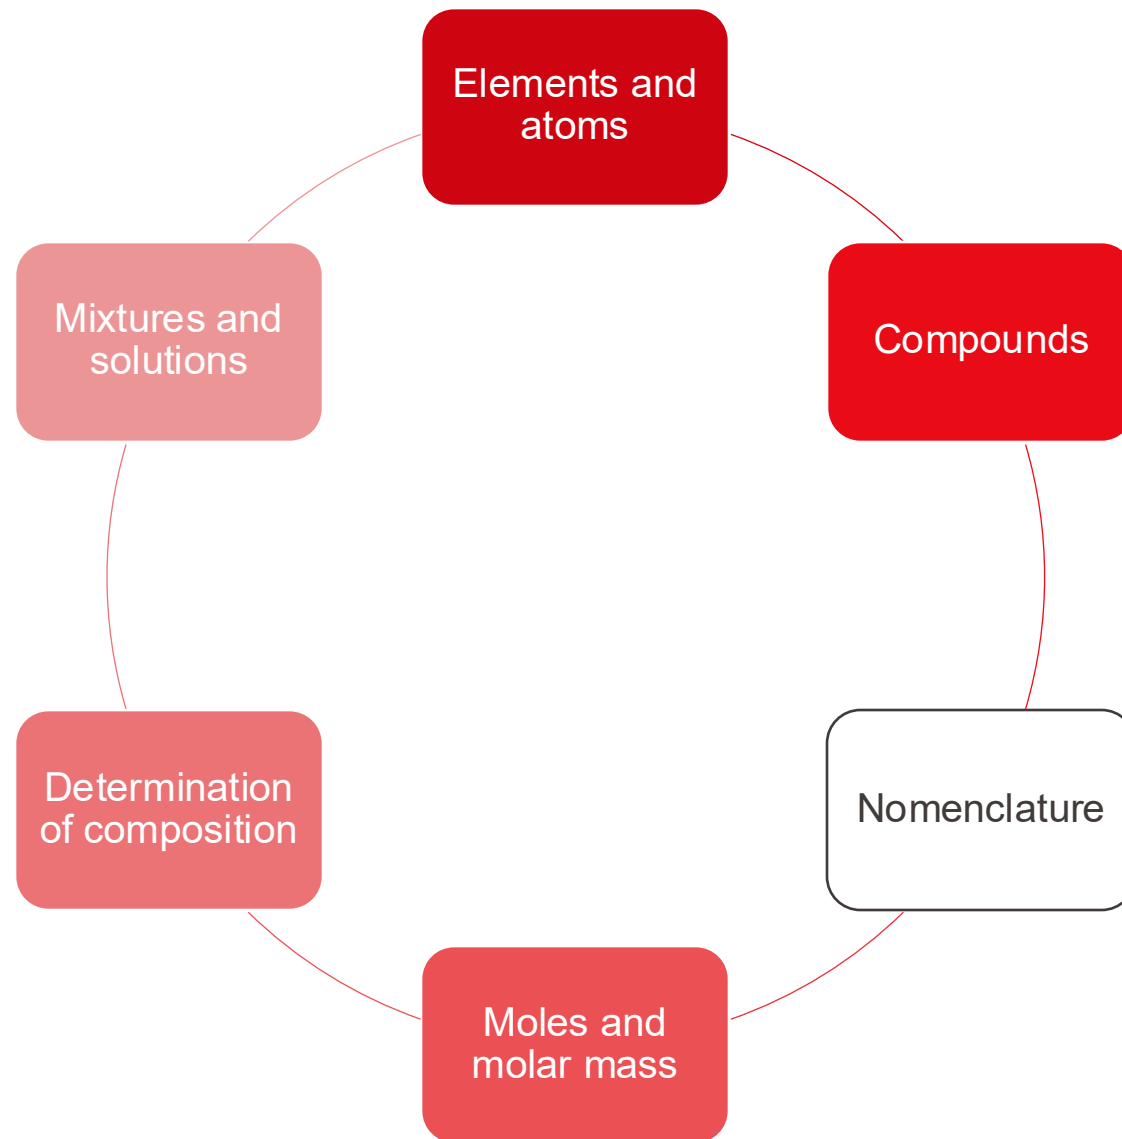 Elements and
atoms
Compounds
Nomenclature
Moles and
molar mass
Determination
of composition
Mixtures and
solutions